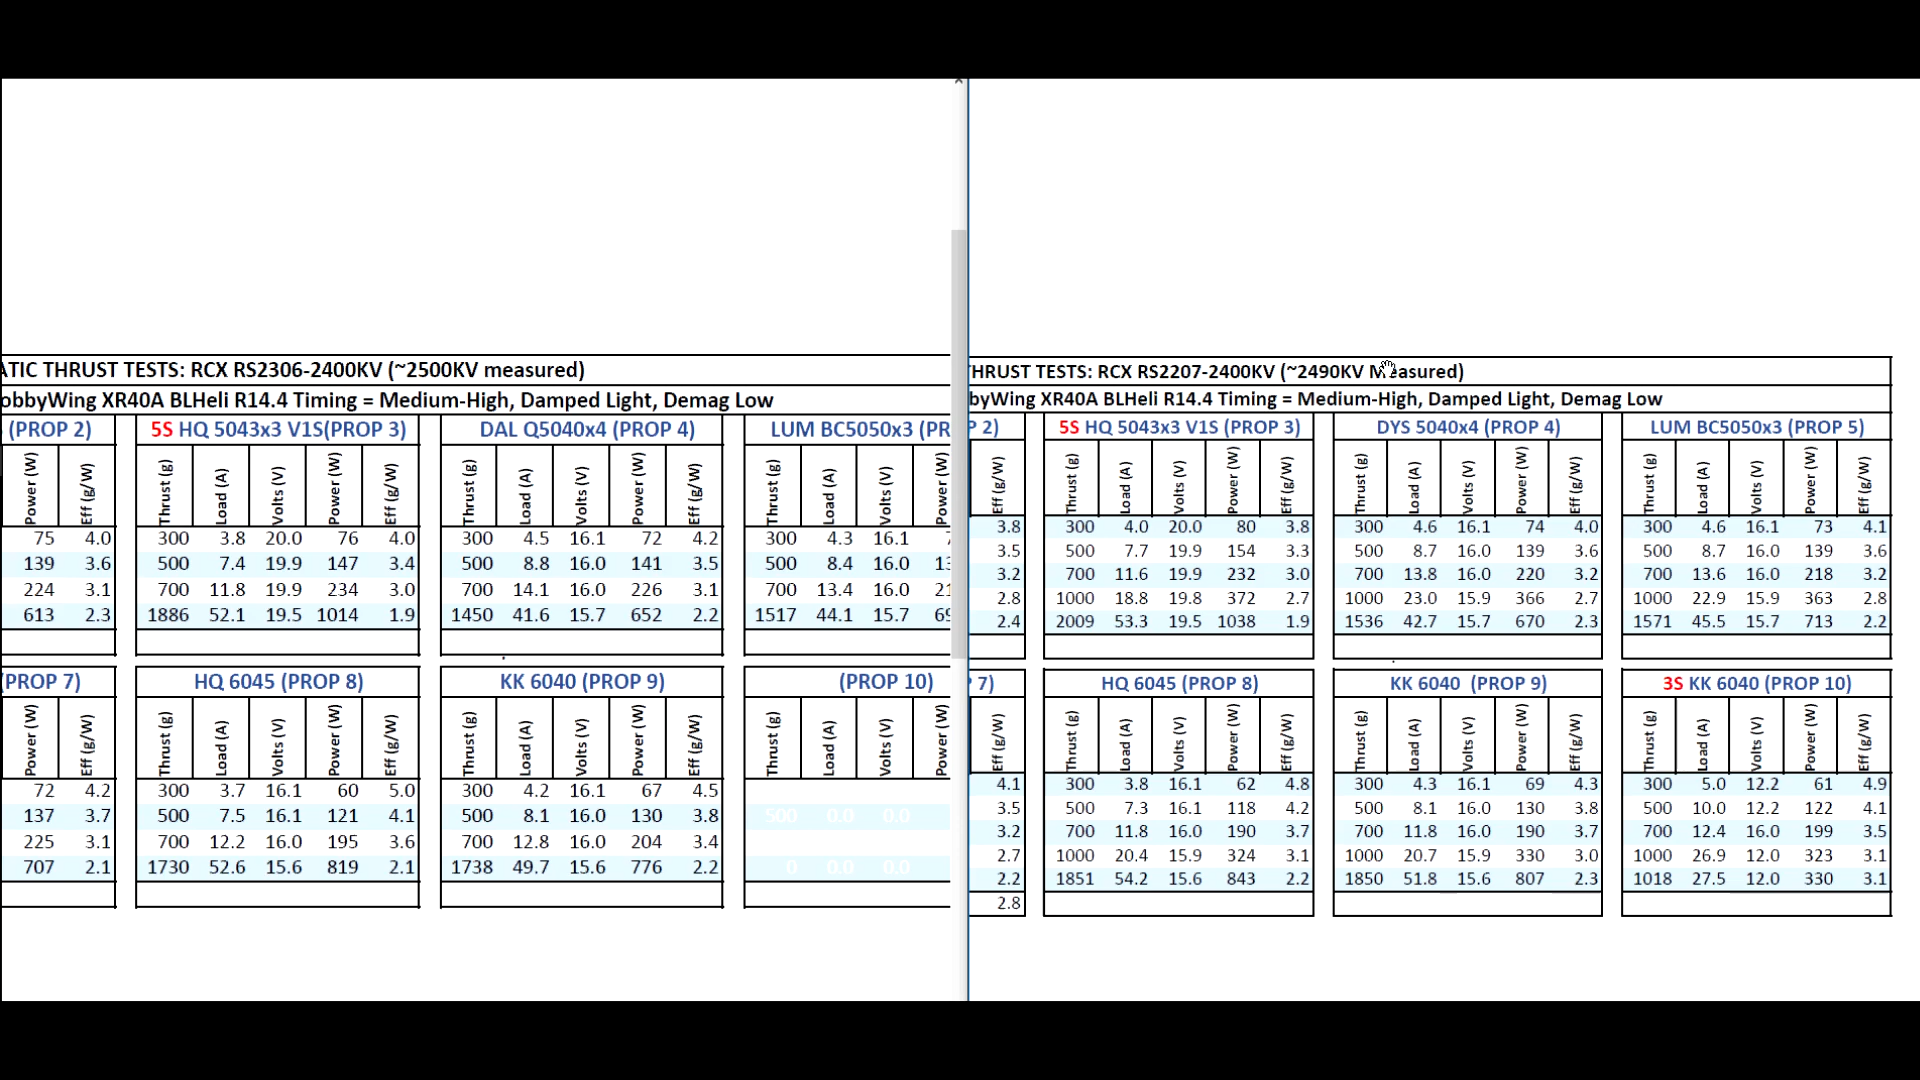 ATIC THRUST TESTS: RCX RS2306-2400KV (~2500KV measured)
obbyWing XR40A BLHeli R14.4 Timing = Medium-High, Damped Light, Demag Low
(PROP 2) 5S HQ 5043x3 V1S(PROP 3) DAL Q5040x4 (PROP 4) LUM BC5050x3 (PR
Power (W) Eff (g/W) Thrust (g) Load (A) Volts (V) Power (W) Eff (g/W) Thrust (g) Load (A) Volts (V) Power (W) Eff (g/W) Thrust (g) Load (A) Volts (V) Power (W)
75 4.0 300 3.8 20.0 76 4.0 300 4.5 16.1 72 4.2 300 4.3 16.1
139 3.6 500 7.4 19.9 147 3.4 500 8.8 16.0 141 3.5 500 8.4 16.0
224 3.1 700 11.8 19.9 234 3.0 700 14.1 16.0 226 3.1 700 13.4 16.0
613 2.3 1886 52.1 19.5 1014 1.9 1450 41.6 15.7 652 2.2 1517 44.1 15.7
(PROP 7) HQ 6045 (PROP 8) KK 6040 (PROP 9) (PROP 10)
Power (W) Eff (g/W) Thrust (g) Load (A) Volts (V) Power (W) Eff (g/W) Thrust (g) Load (A) Volts (V) Power (W) Eff (g/W) Thrust (g) Load (A) Volts (V) Power (W)
72 4.2 300 3.7 16.1 60 5.0 300 4.2 16.1 67 4.5
137 3.7 500 7.5 16.1 121 4.1 500 8.1 16.0 130 3.8 500 0.0 0.0
225 3.1 700 12.2 16.0 195 3.6 700 12.8 16.0 204 3.4
707 2.1 1730 52.6 15.6 819 2.1 1738 49.7 15.6 776 2.2 0 0.0 0.0
THRUST TESTS: RCX RS2207-2400KV (~2490KV Measured)
byWing XR40A BLHeli R14.4 Timing = Medium-High, Damped Light, Demag Low
P 2) 5S HQ 5043x3 V1S (PROP 3) DYS 5040x4 (PROP 4) LUM BC5050x3 (PROP 5)
Eff (g/W) Thrust (g) Load (A) Volts (V) Power (W) Eff (g/W) Thrust (g) Load (A) Volts (V) Power (W) Eff (g/W) Thrust (g) Load (A) Volts (V) Power (W) Eff (g/W)
3.8 300 4.0 20.0 80 3.8 300 4.6 16.1 74 4.0 300 4.6 16.1 73 4.1
3.5 500 7.7 19.9 154 3.3 500 8.7 16.0 139 3.6 500 8.7 16.0 139 3.6
3.2 700 11.6 19.9 232 3.0 700 13.8 16.0 220 3.2 700 13.6 16.0 218 3.2
2.8 1000 18.8 19.8 372 2.7 1000 23.0 15.9 366 2.7 1000 22.9 15.9 363 2.8
2.4 2009 53.3 19.5 1038 1.9 1536 42.7 15.7 670 2.3 1571 45.5 15.7 713 2.2
7) HQ 6045 (PROP 8) KK 6040 (PROP 9) 3S KK 6040 (PROP 10)
Eff (g/W) Thrust (g) Load (A) Volts (V) Power (W) Eff (g/W) Thrust (g) Load (A) Volts (V) Power (W) Eff (g/W) Thrust (g) Load (A) Volts (V) Power (W) Eff (g/W)
4.1 300 3.8 16.1 62 4.8 300 4.3 16.1 69 4.3 300 5.0 12.2 61 4.9
3.5 500 7.3 16.1 118 4.2 500 8.1 16.0 130 3.8 500 10.0 12.2 122 4.1
3.2 700 11.8 16.0 190 3.7 700 11.8 16.0 190 3.7 700 12.4 16.0 199 3.5
2.7 1000 20.4 15.9 324 3.1 1000 20.7 15.9 330 3.0 1000 26.9 12.0 323 3.1
2.2 1851 54.2 15.6 843 2.2 1850 51.8 15.6 807 2.3 1018 27.5 12.0 330 3.1
2.8